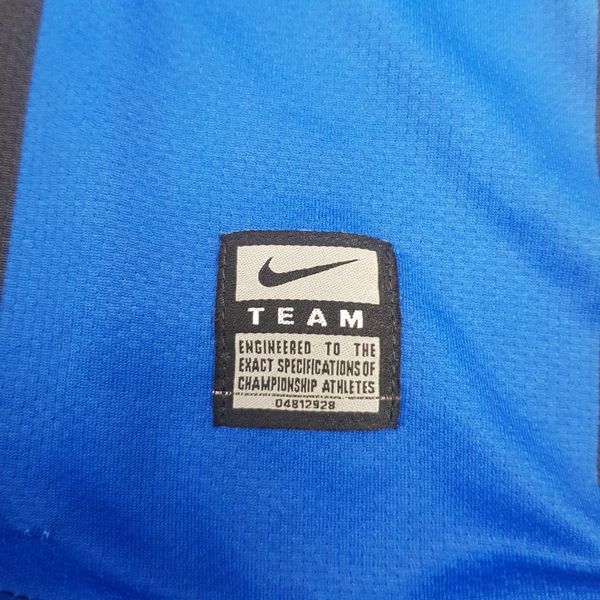 TEAM
ENGINEERED TO THE
EXACT SPECIFICATIONS OF
CHAMPIONSHIP ATHLETES
04812928